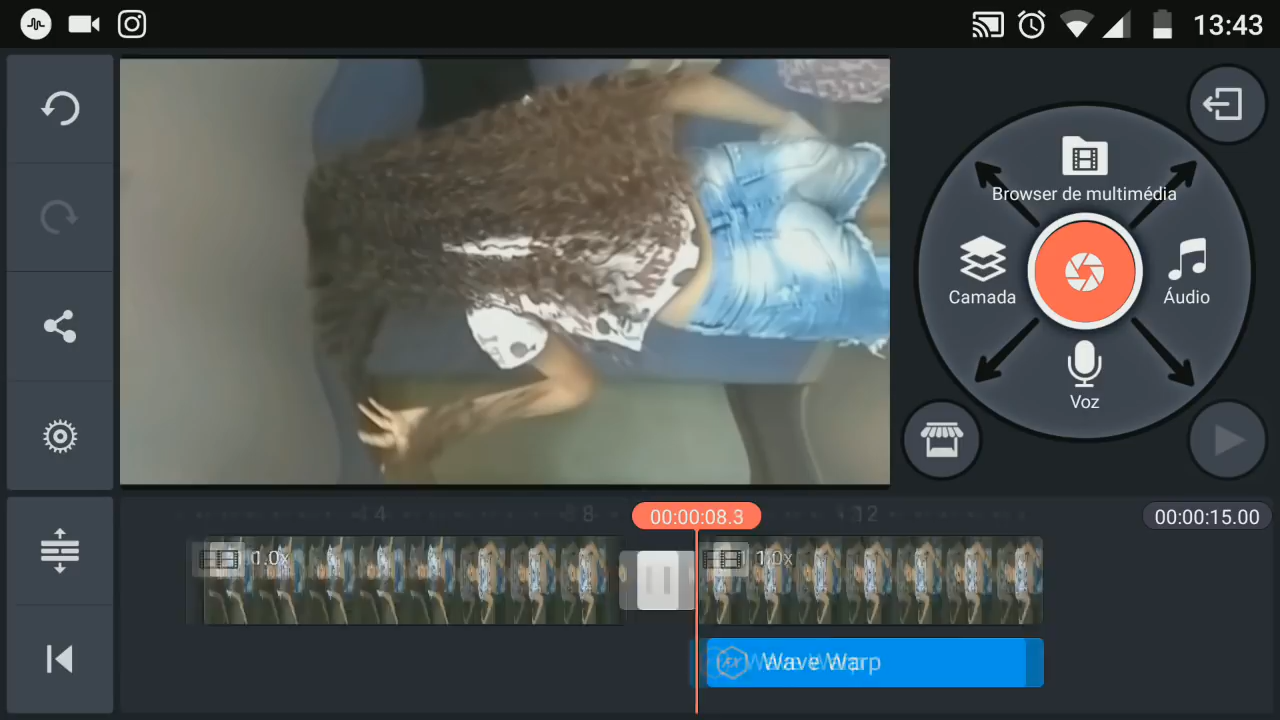 13:43
Browser de multimédia
Camada
Áudio
Voz
4
8
12
00:00:08.3
00:00:15.00
1.0x
1.0x
Wave Warp